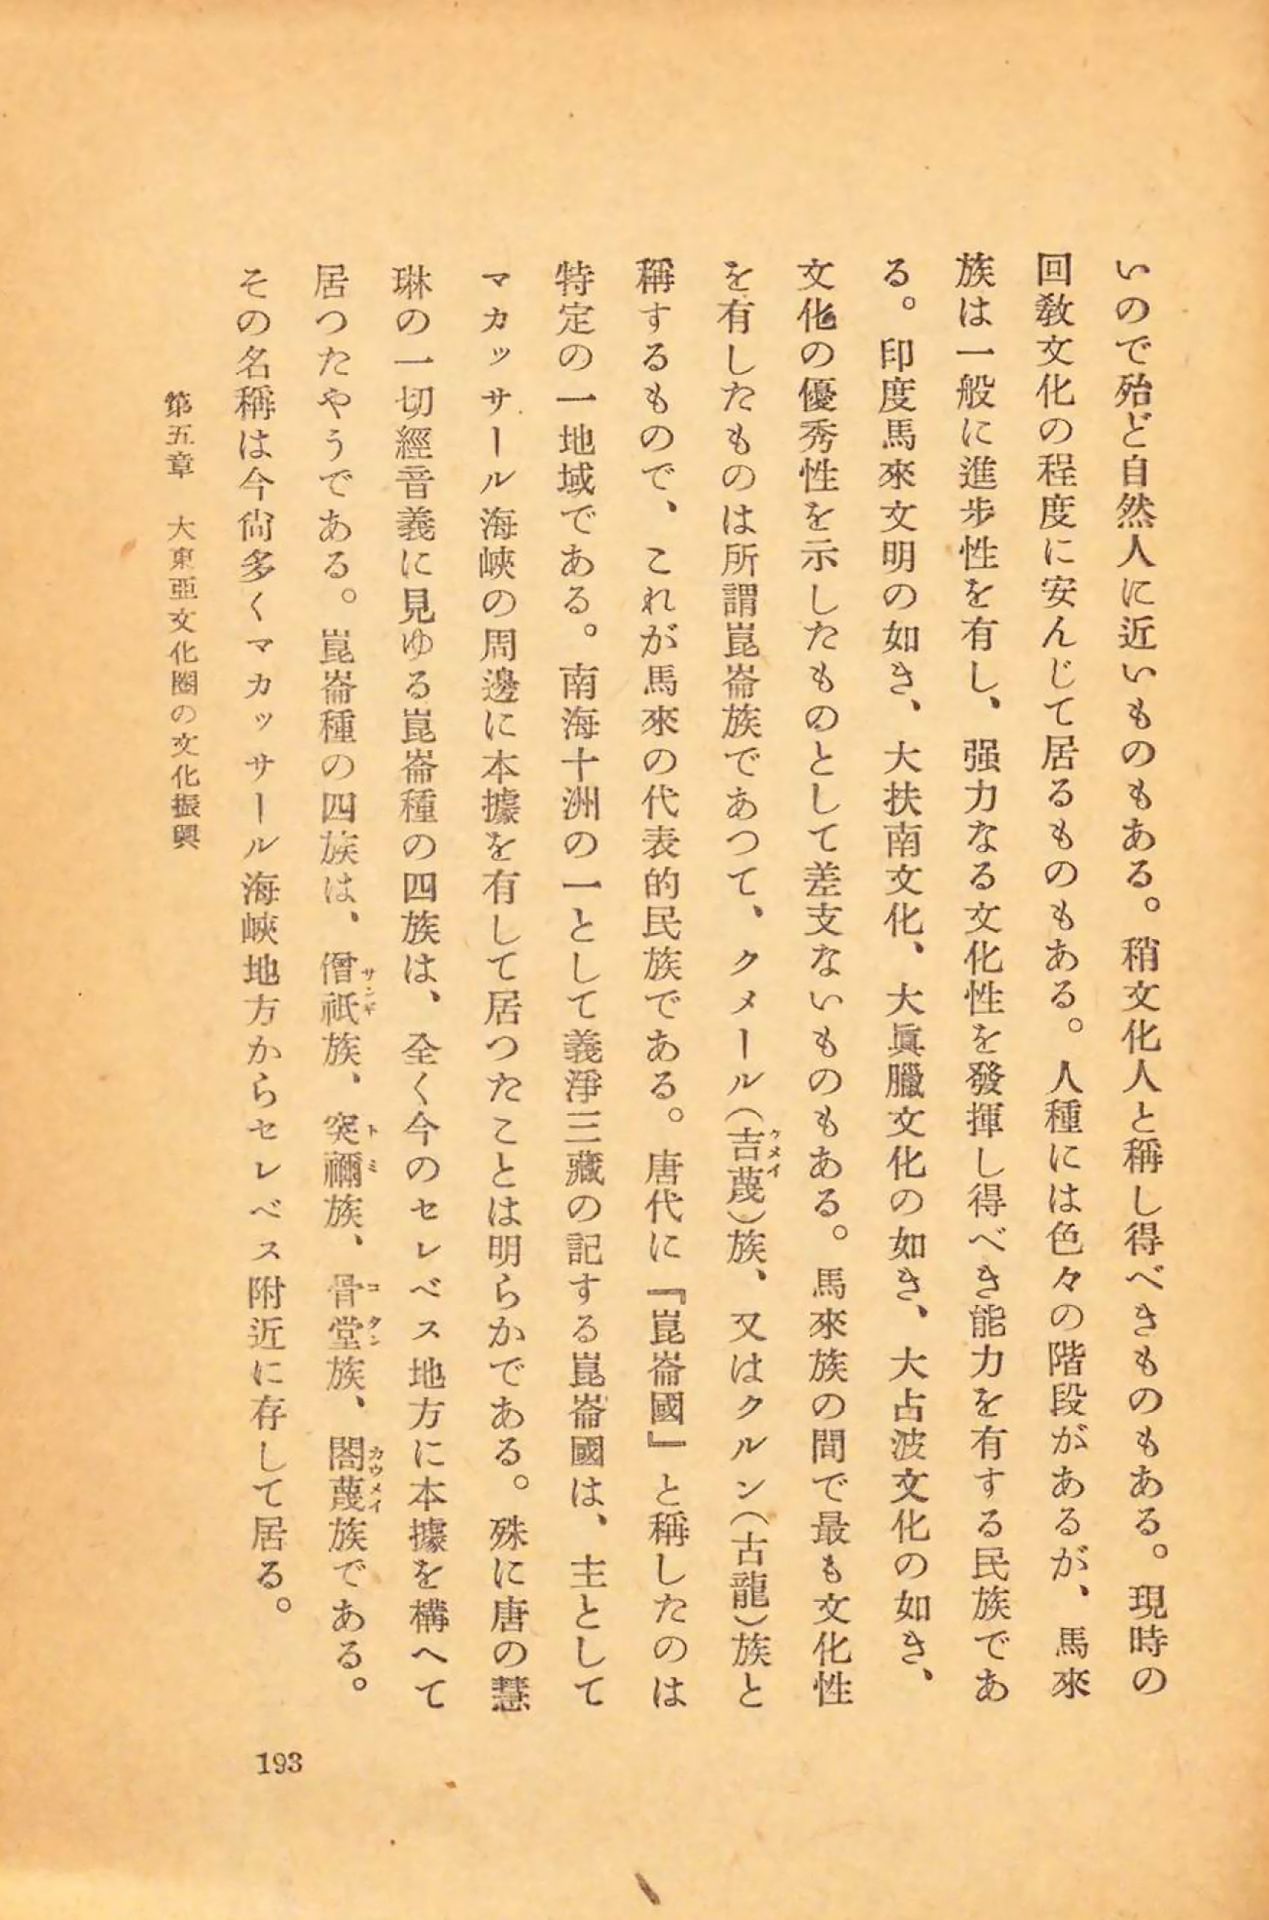 いので殆ど自然人に近いものもある。稍文化人と稱し得べきものもある。現時の
回教文化の程度に安んじて居るものもある。人種には色々の階段があるが、馬來
族は一般に進步性を有し、强力なる文化性を發揮し得べき能力を有する民族であ
る。印度馬來文明の如き、大扶南文化、大眞臘文化の如き、大占波文化の如き、
文化の優秀性を示したものとして差支ないものもある。馬來族の間で最も文化性
を有したものは所謂崑崙族であつて、クメール(吉蔑)族、又はクルン(古龍)族と
クメイ
稱するもので、これが馬來の代表的民族である。唐代に『崑崙國』と稱したのは
特定の一地域である。南海十洲の一として義淨三藏の記する崑崙國は、主として
マカッサール海峽の周邊に本據を有して居つたことは明らかである。殊に唐の慧
琳の一切經音義に見ゆる崑崙種の四族は、全く今のセレベス地方に本據を構へて
居つたやうである。崑崙種の四族は、僧祇族、突彌族、骨堂族、閤蔑族である。
サンギ トミ コタン カウメイ
その名稱は今尙多くマカッサール海峽地方からセレベス附近に存して居る。
第五章 大東亞文化圈の文化振興
193